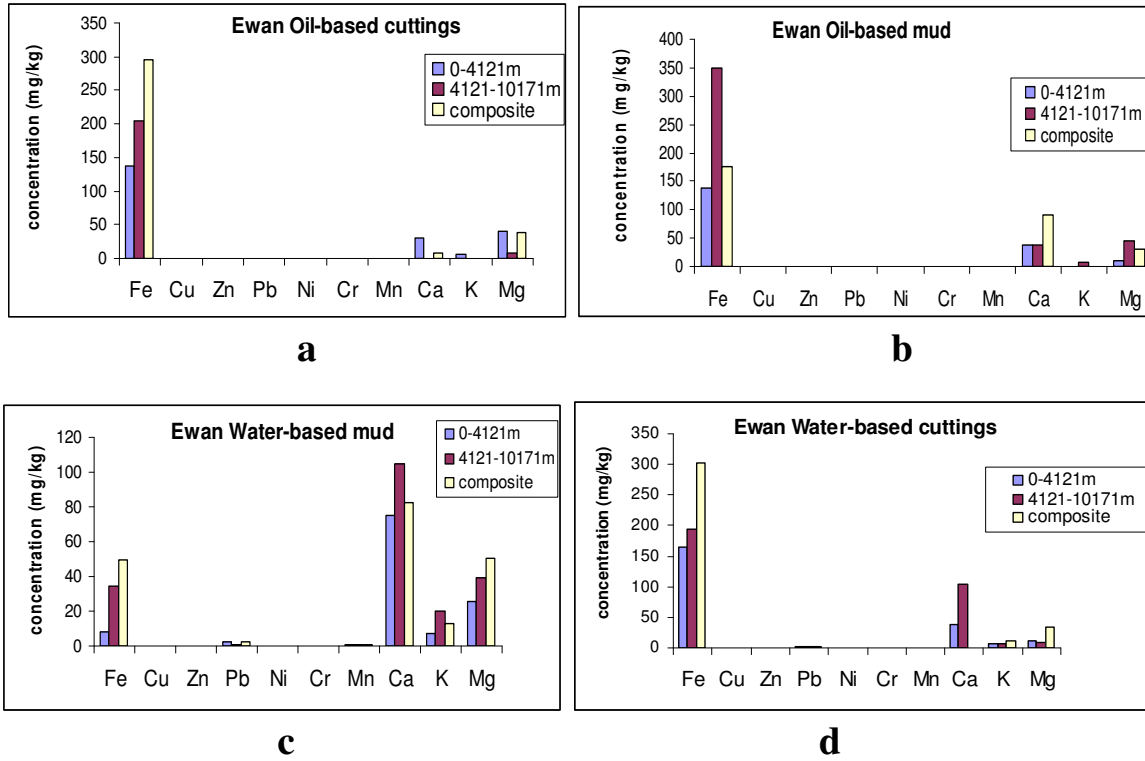 Ewan Oil-based cuttings
concentration (mg/kg)
350
300
250
200
150
100
50
0
0-4121m
4121-10171m
composite
Fe Cu Zn Pb Ni Cr Mn Ca K Mg
a
Ewan Oil-based mud
concentration (mg/kg)
400
350
300
250
200
150
100
50
0
0-4121m
4121-10171m
composite
Fe Cu Zn Pb Ni Cr Mn Ca K Mg
b
Ewan Water-based mud
concentration (mg/kg)
120
100
80
60
40
20
0
0-4121m
4121-10171m
composite
Fe Cu Zn Pb Ni Cr Mn Ca K Mg
c
Ewan Water-based cuttings
concentration (mg/kg)
350
300
250
200
150
100
50
0
0-4121m
4121-10171m
composite
Fe Cu Zn Pb Ni Cr Mn Ca K Mg
d